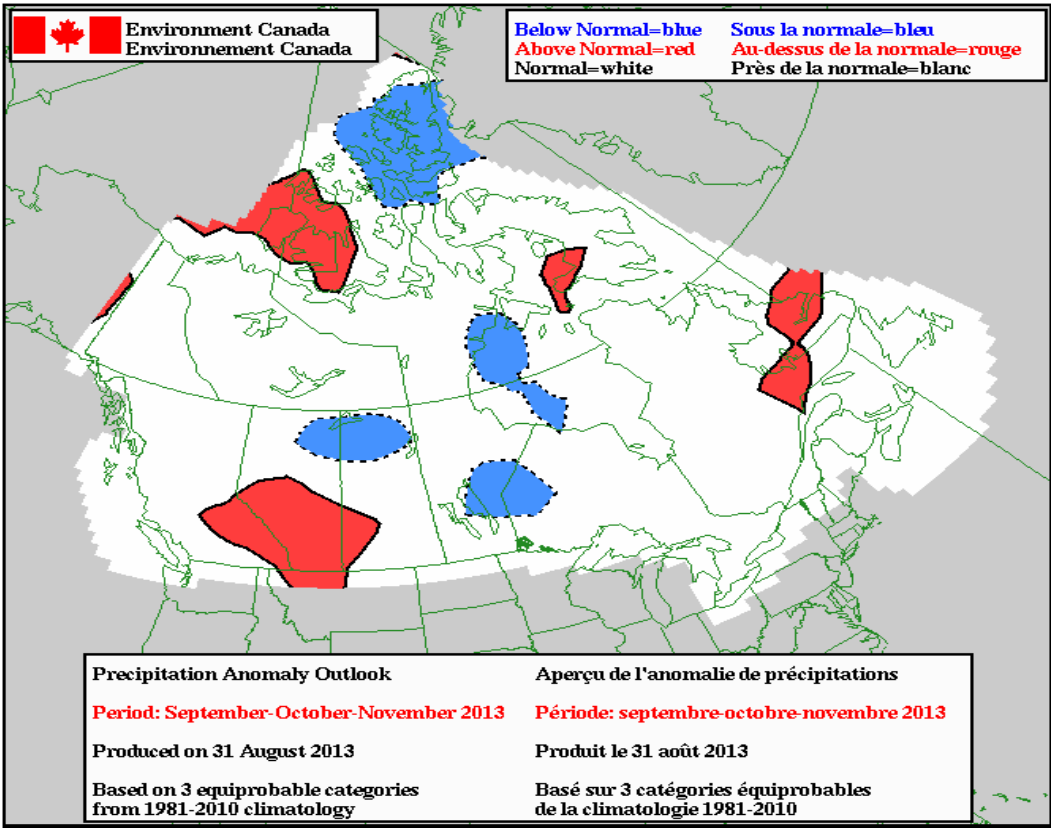 Environment Canada
Environnement Canada
Below Normal=blue Sous la normale=bleu
Above Normal=red Au-dessus de la normale=rouge
Normal=white Près de la normale=blanc
Precipitation Anomaly Outlook Aperçu de l'anomalie de précipitations
Period: September-October-November 2013 Période: septembre-octobre-novembre 2013
Produced on 31 August 2013 Produit le 31 août 2013
Based on 3 equiprobable categories Basé sur 3 catégories équiprobables
from 1981-2010 climatology de la climatologie 1981-2010